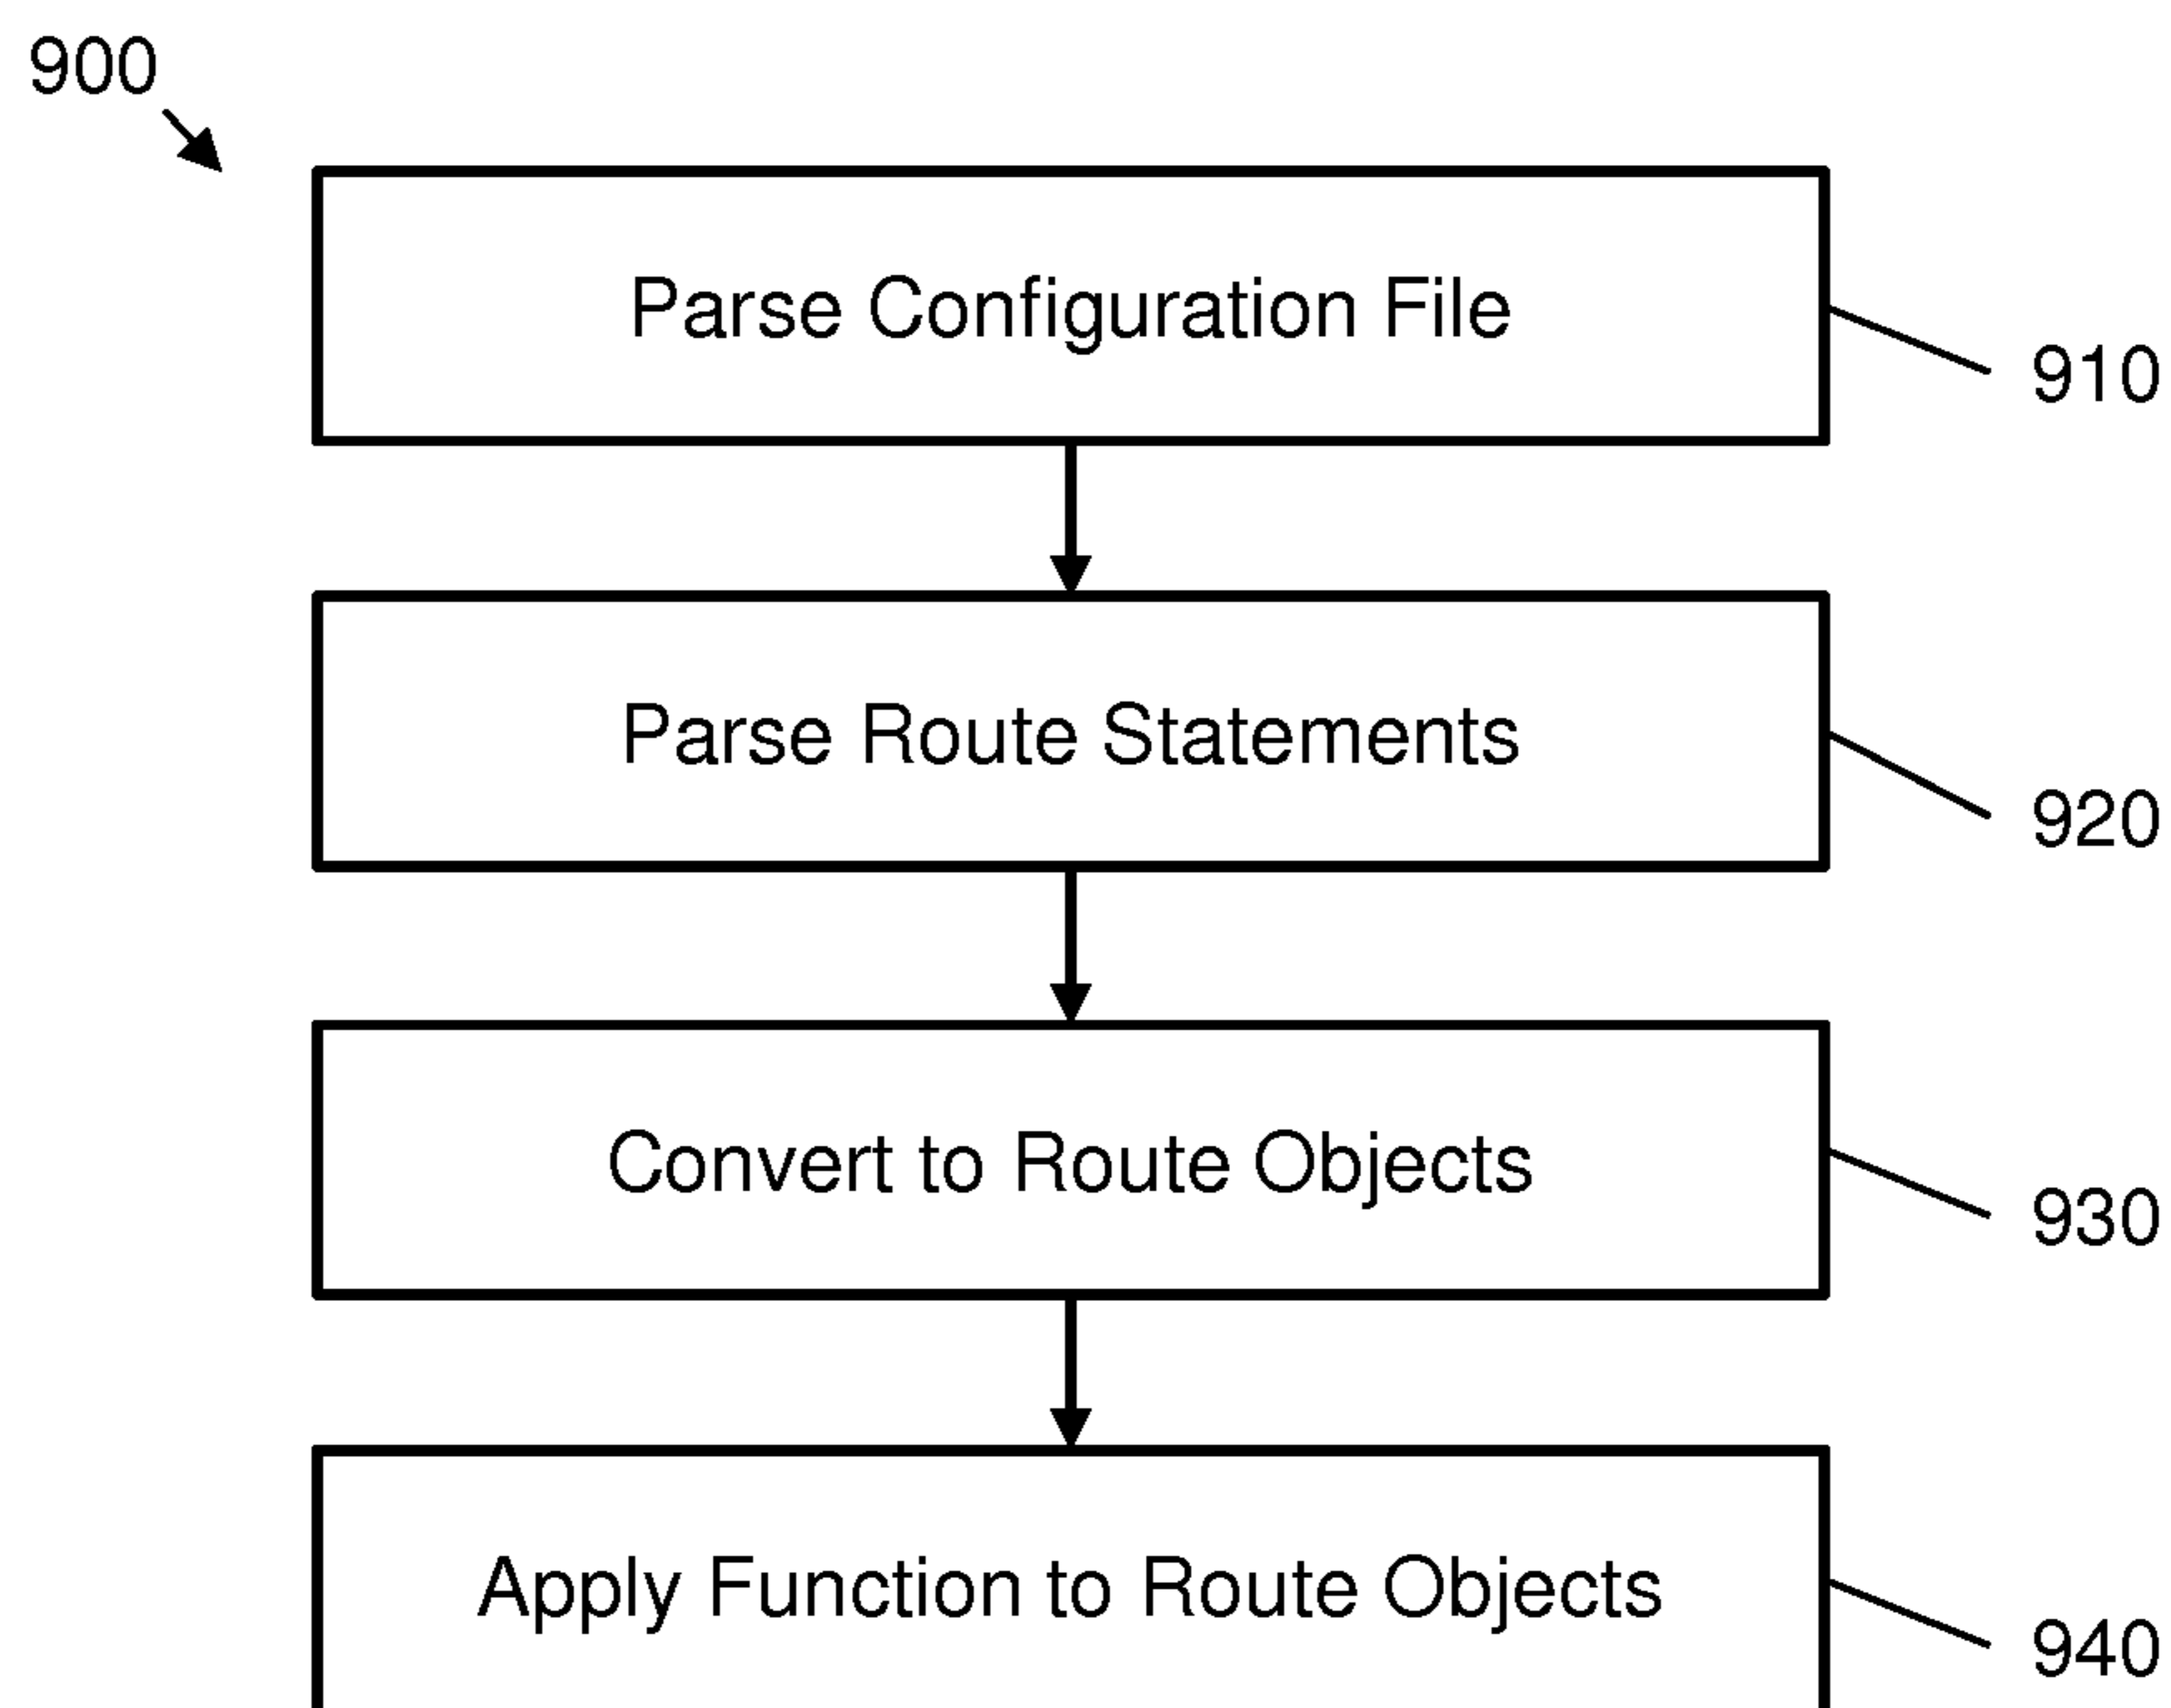 900
Parse Configuration File
910
Parse Route Statements
920
Convert to Route Objects
930
Apply Function to Route Objects
940